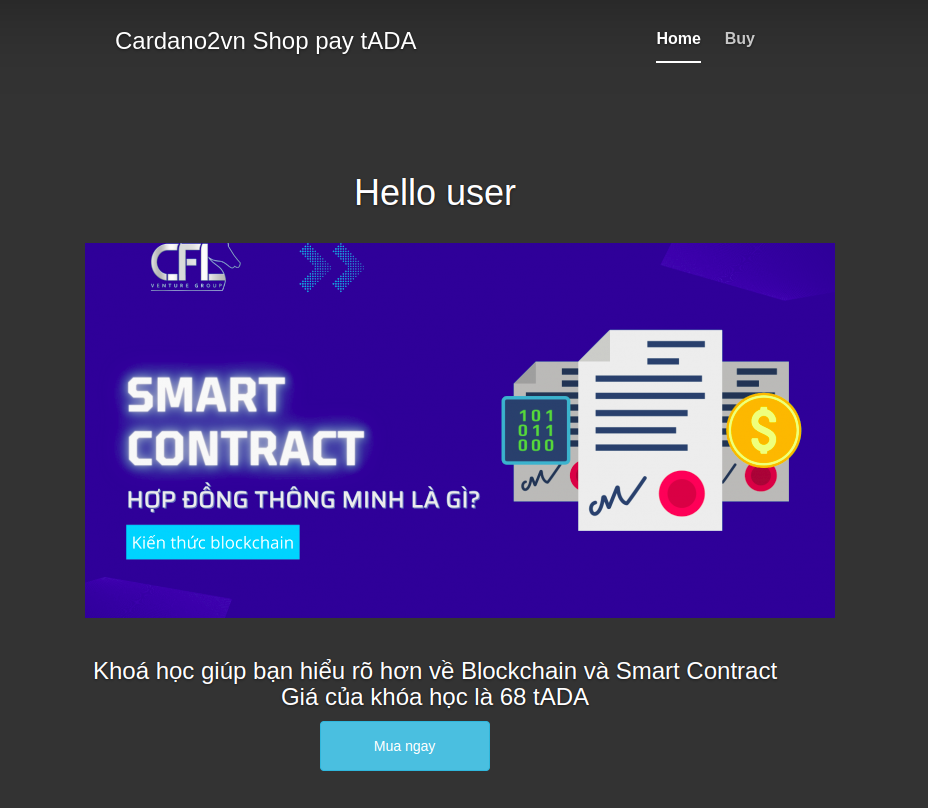 Cardano2vn Shop pay tADA
Home Buy
Hello user
CFL
VENTURE GROUP
SMART
CONTRACT
HỢP ĐỒNG THÔNG MINH LÀ GÌ?
Kiến thức blockchain
101
011
000
$
Khoá học giúp bạn hiểu rõ hơn về Blockchain và Smart Contract
Giá của khóa học là 68 tADA
Mua ngay